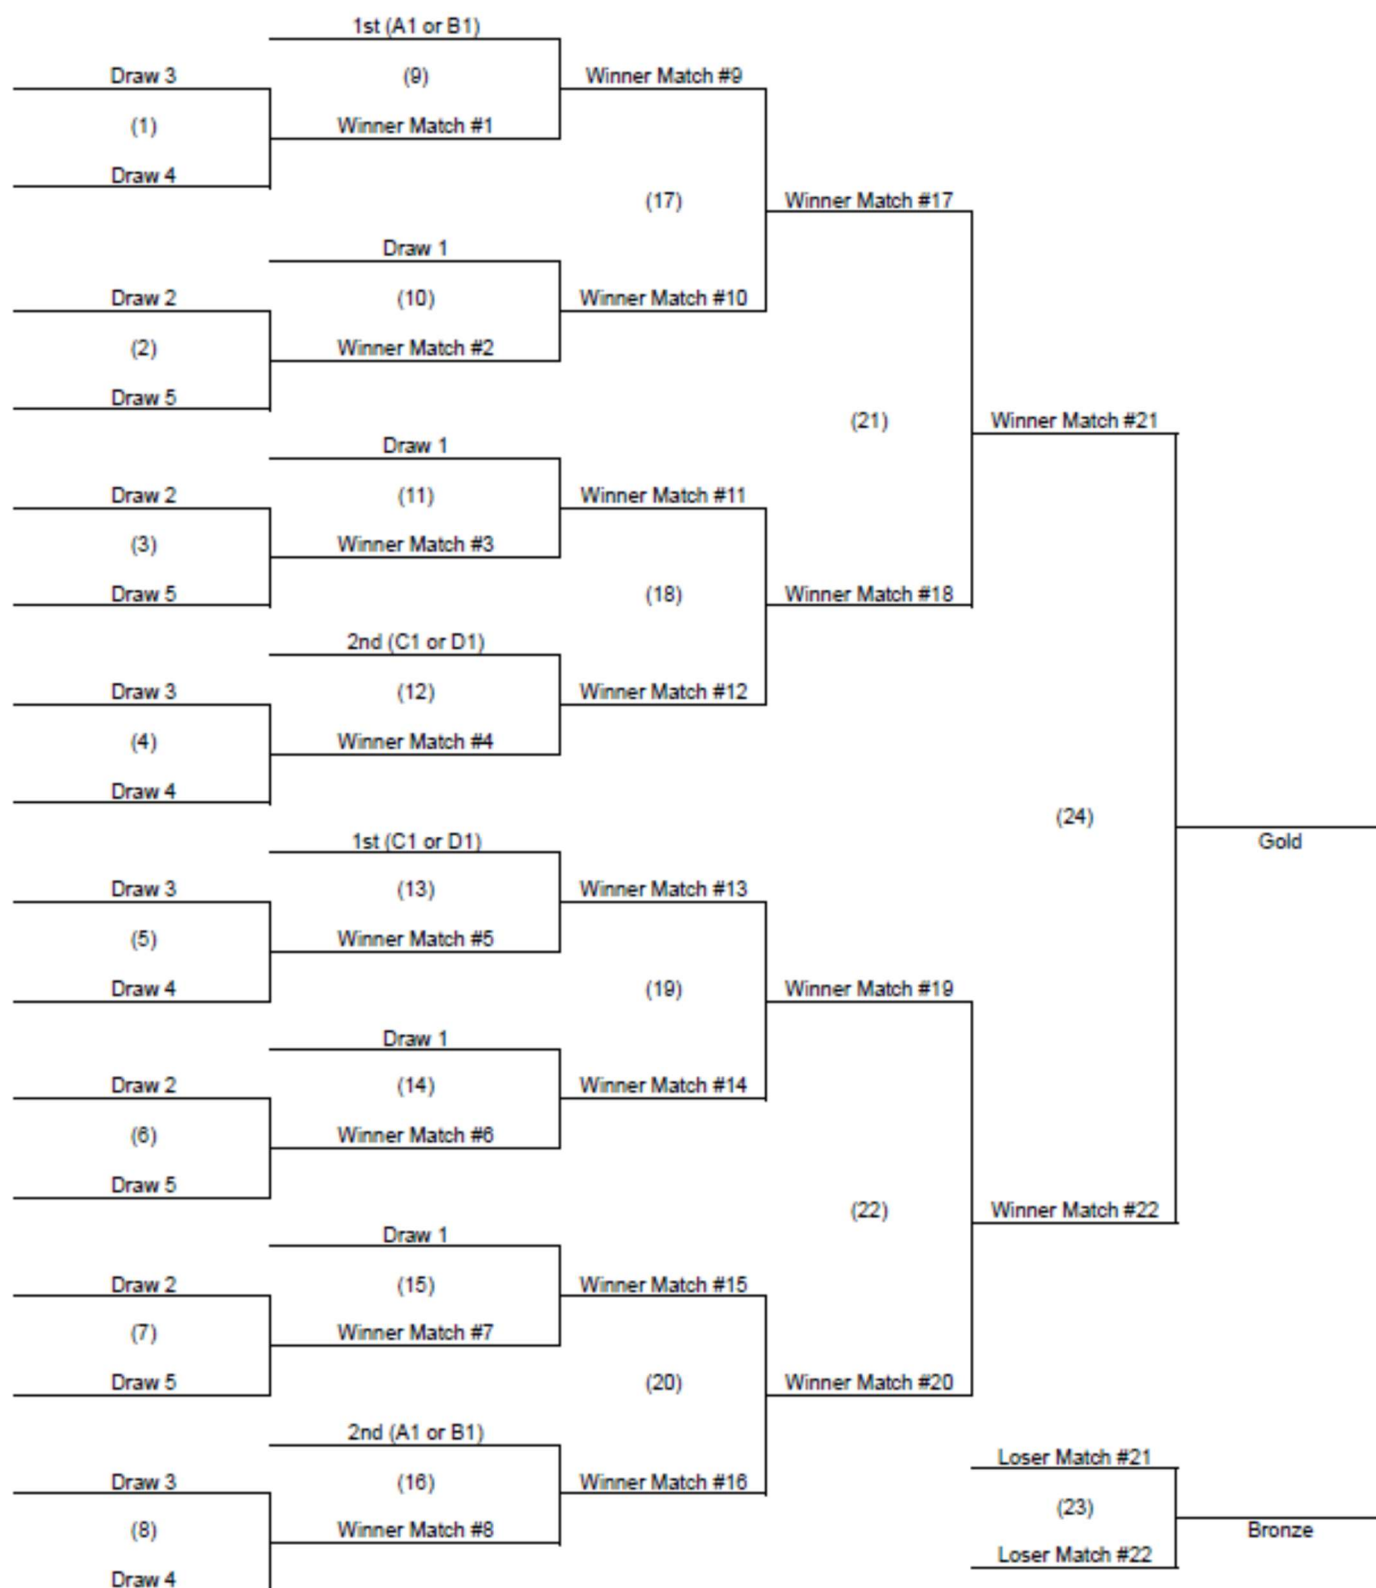 1st (A1 or B1)
Draw 3
(9)
Winner Match #9
(1)
Winner Match #1
Draw 4
(17)
Winner Match #17
Draw 1
Draw 2
(10)
Winner Match #10
(2)
Winner Match #2
Draw 5
(21)
Winner Match #21
Draw 1
Draw 2
(11)
Winner Match #11
(3)
Winner Match #3
Draw 5
(18)
Winner Match #18
2nd (C1 or D1)
Draw 3
(12)
Winner Match #12
(4)
Winner Match #4
Draw 4
(24)
Gold
1st (C1 or D1)
Draw 3
(13)
Winner Match #13
(5)
Winner Match #5
Draw 4
(19)
Winner Match #19
Draw 1
Draw 2
(14)
Winner Match #14
(6)
Winner Match #6
Draw 5
(22)
Winner Match #22
Draw 1
Draw 2
(15)
Winner Match #15
(7)
Winner Match #7
Draw 5
(20)
Winner Match #20
2nd (A1 or B1)
Loser Match #21
Draw 3
(16)
Winner Match #16
(23)
(8)
Winner Match #8
Bronze
Loser Match #22
Draw 4